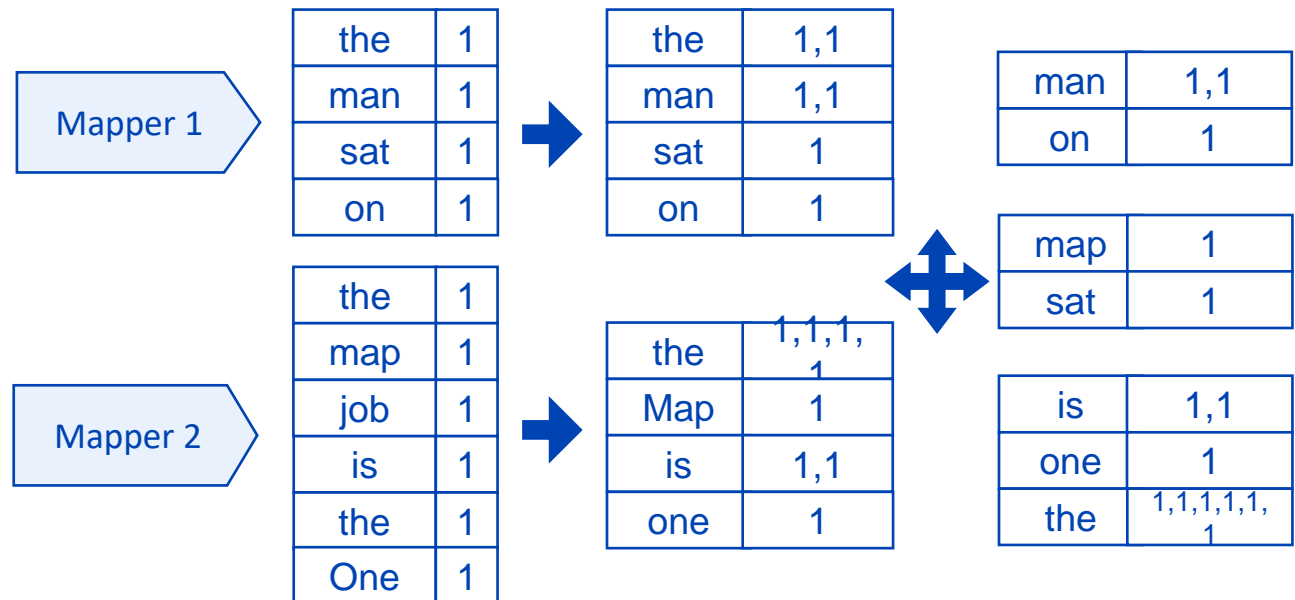 Mapper 1
the 1
man 1
sat 1
on 1
the 1,1
man 1,1
sat 1
on 1
man 1,1
on 1
map 1
sat 1
Mapper 2
the 1
map 1
job 1
is 1
the 1
One 1
the 1,1,1,
1
Map 1
is 1,1
one 1
is 1,1
one 1
the 1,1,1,1,1,
1